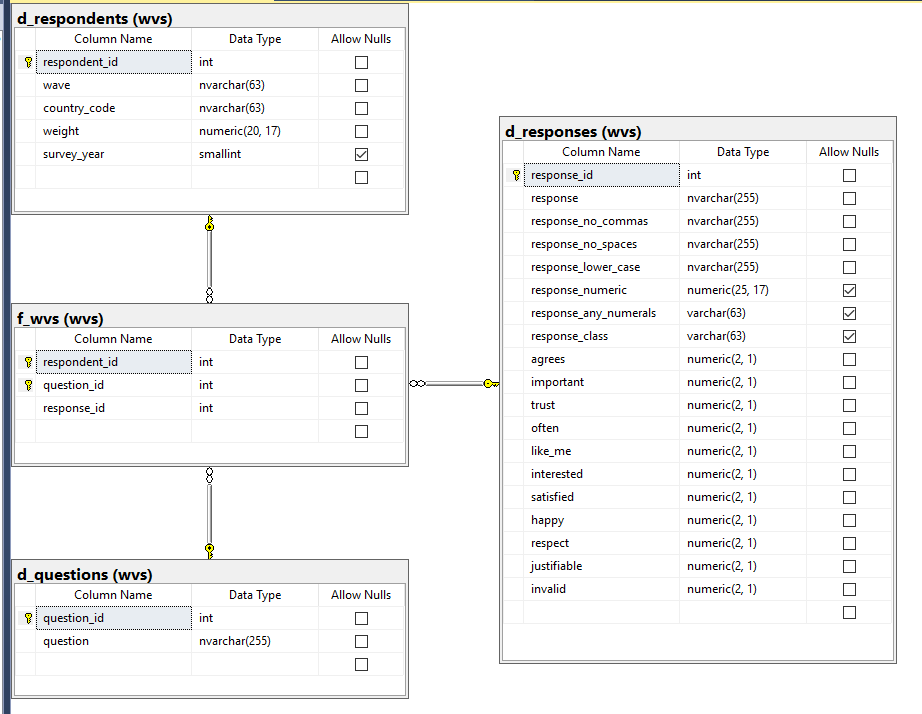 d_respondents (wvs)
Column Name Data Type Allow Nulls
respondent_id int
wave nvarchar(63)
country_code nvarchar(63)
weight numeric(20, 17)
survey_year smallint
f_wvs (wvs)
Column Name Data Type Allow Nulls
respondent_id int
question_id int
response_id int
d_questions (wvs)
Column Name Data Type Allow Nulls
question_id int
question nvarchar(255)
d_responses (wvs)
Column Name Data Type Allow Nulls
response_id int
response nvarchar(255)
response_no_commas nvarchar(255)
response_no_spaces nvarchar(255)
response_lower_case nvarchar(255)
response_numeric numeric(25, 17)
response_any_numerals varchar(63)
response_class varchar(63)
agrees numeric(2, 1)
important numeric(2, 1)
trust numeric(2, 1)
often numeric(2, 1)
like_me numeric(2, 1)
interested numeric(2, 1)
satisfied numeric(2, 1)
happy numeric(2, 1)
respect numeric(2, 1)
justifiable numeric(2, 1)
invalid numeric(2, 1)